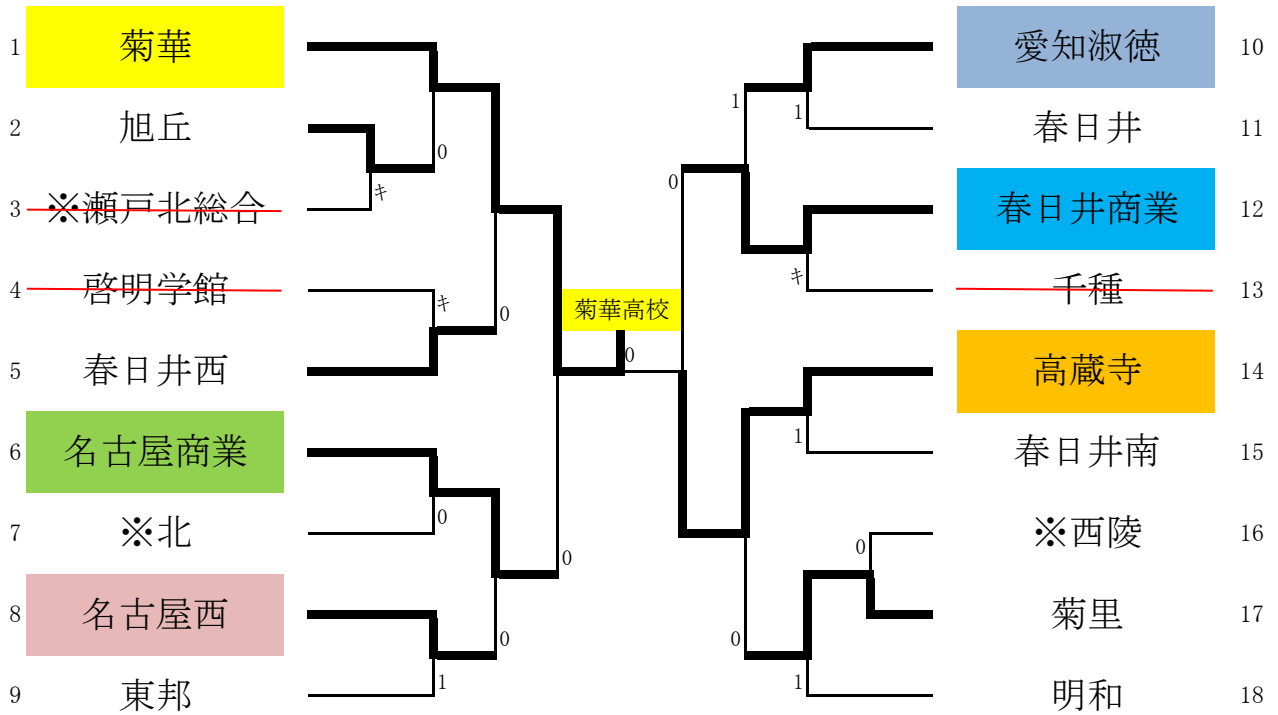 1 菊華
2 旭丘
3 ※瀬戸北総合
4 啓明学館
5 春日井西
6 名古屋商業
7 ※北
8 名古屋西
9 東邦
0
キ
キ
0
0
0
0
1
菊華高校
0
1
1
0
キ
1
0
0
1
愛知淑徳 10
春日井 11
春日井商業 12
千種 13
高蔵寺 14
春日井南 15
※西陵 16
菊里 17
明和 18